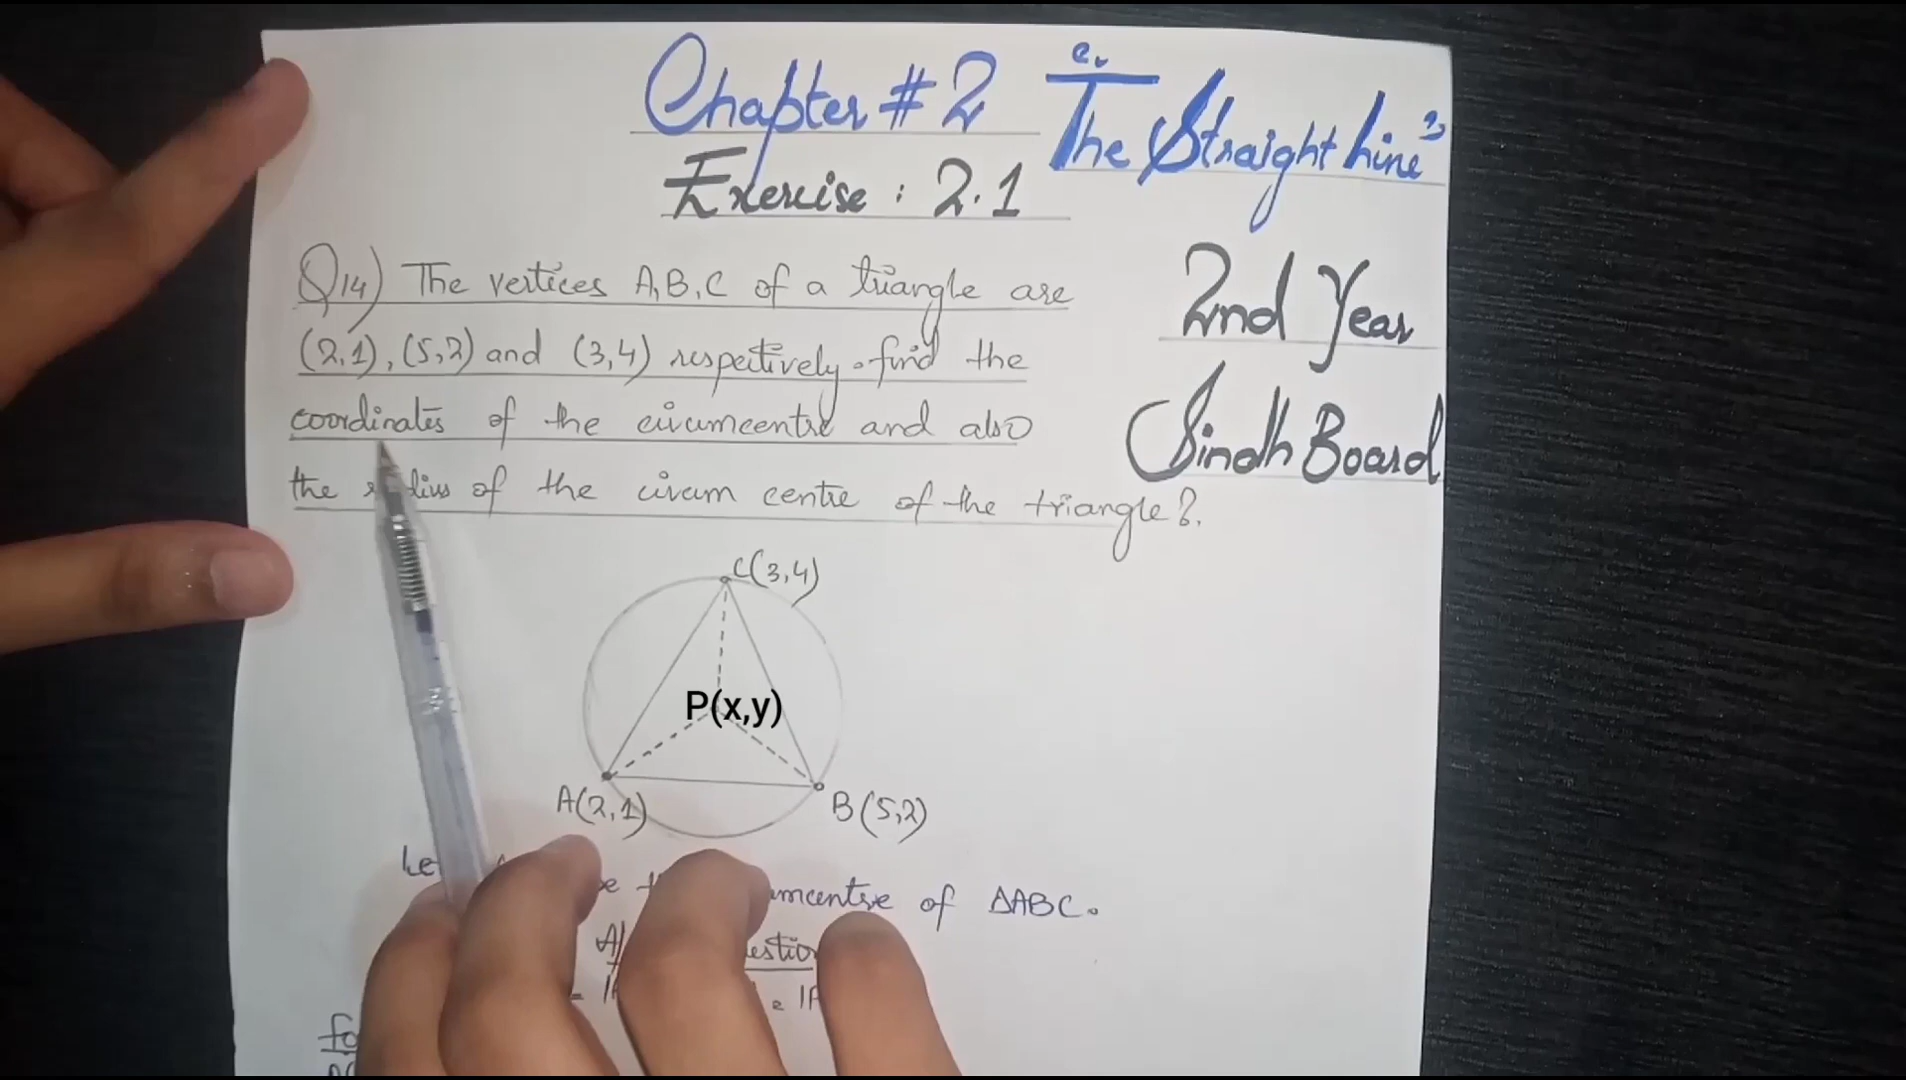 Chapter # 2 "The Straight Line"
Exercise : 2.1
2nd Year
Sindh Board
Q14) The vertices A,B,C of a triangle are
(2,1), (5,2) and (3,4) respectively. find the
coordinates of the circumcentre and also
the radius of the circum centre of the triangle?.
C(3,4)
P(x,y)
A(2,1)
B(5,2)
of ΔABC.